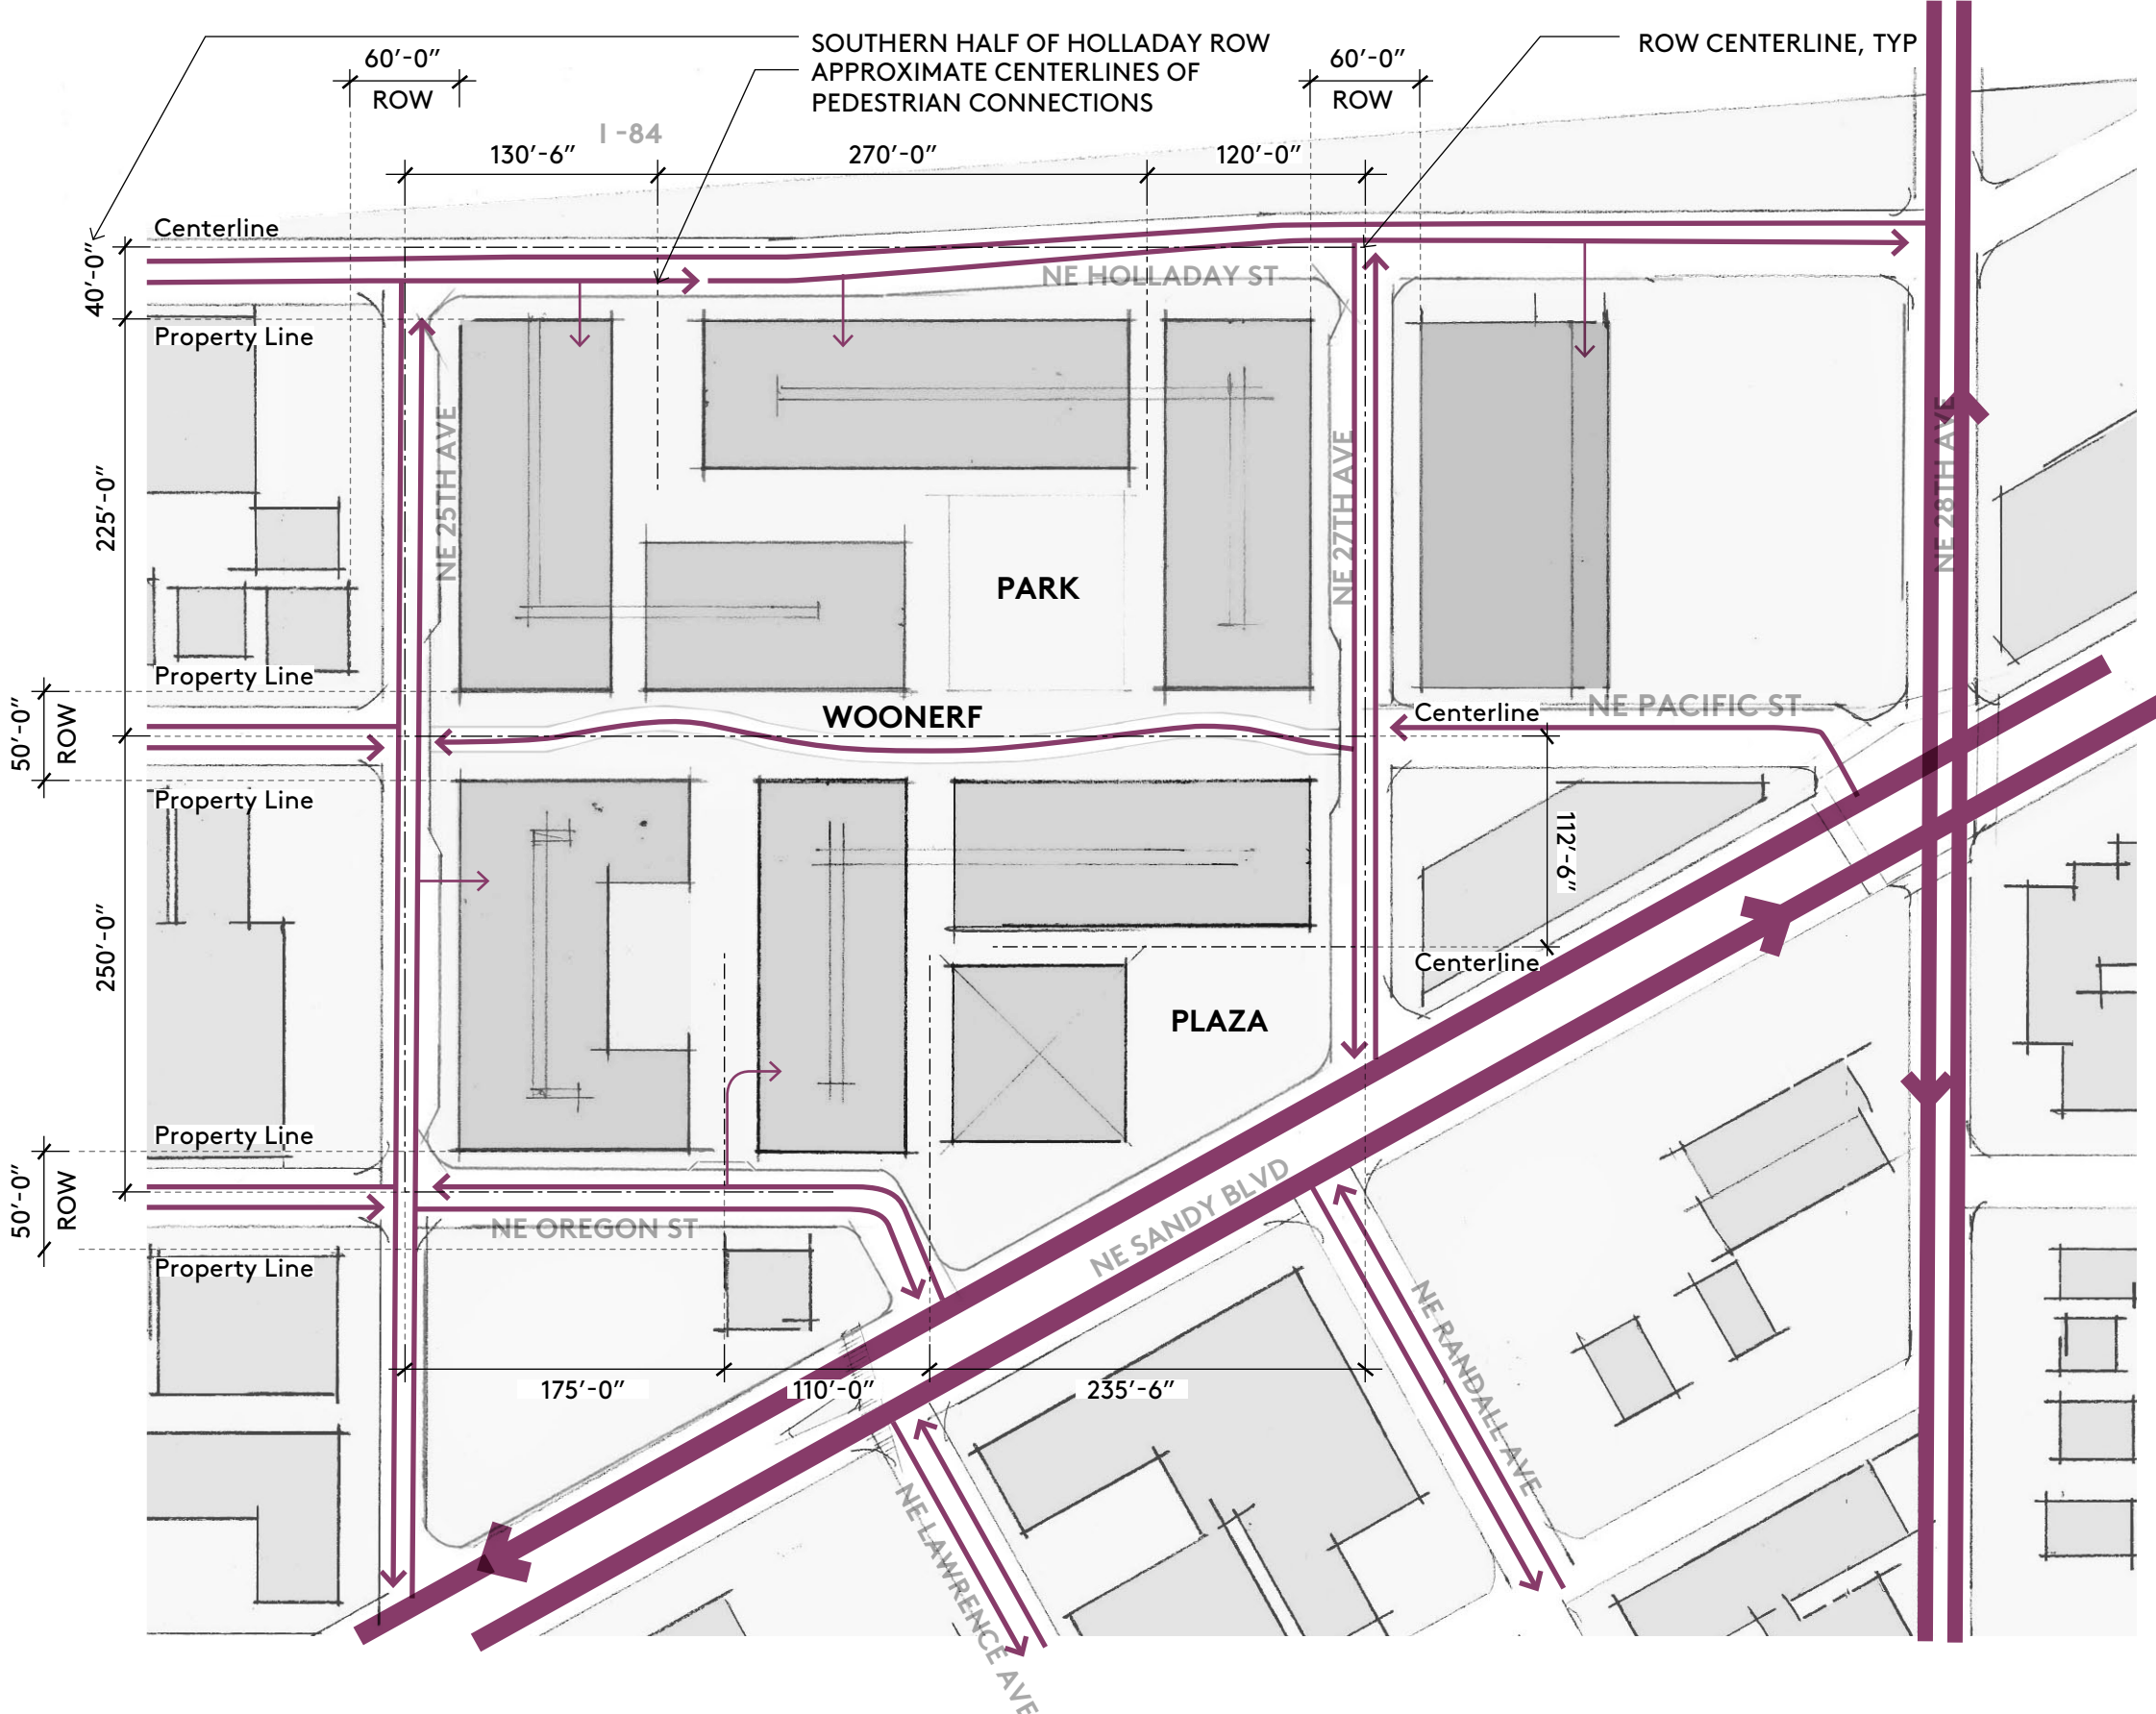 SOUTHERN HALF OF HOLLADAY ROW
APPROXIMATE CENTERLINES OF
PEDESTRIAN CONNECTIONS
ROW CENTERLINE, TYP
60’-0”
ROW
60’-0”
ROW
I -84
130’-6”
270’-0”
120’-0”
Centerline
40’-0”
NE HOLLADAY ST
Property Line
225’-0”
NE 25TH AVE
NE 27TH AVE
NE 28TH AVE
PARK
Property Line
50’-0”
ROW
WOONERF
Centerline
NE PACIFIC ST
Property Line
112’-6”
250’-0”
Centerline
PLAZA
Property Line
50’-0”
ROW
NE OREGON ST
NE SANDY BLVD
Property Line
NE RANDALL AVE
175’-0”
110’-0”
235’-6”
NE LAWRENCE AVE